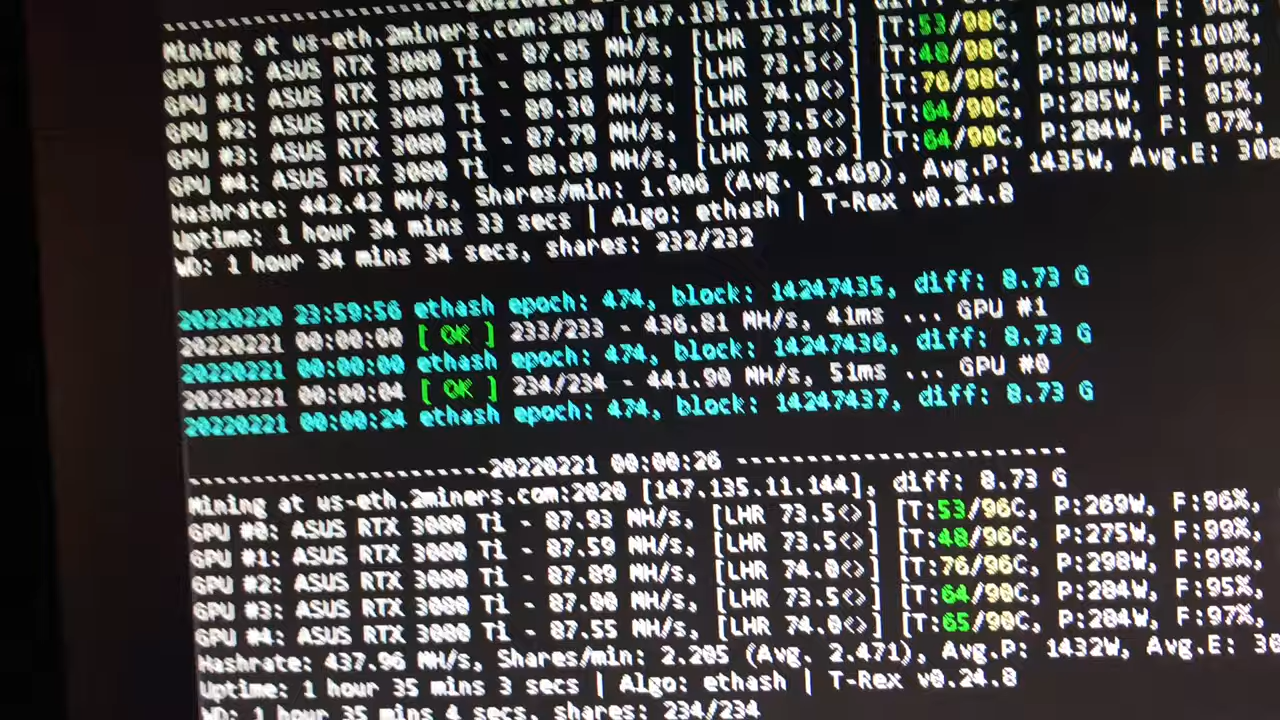 Mining at us-eth.2miners.com:2020 [147.135.11.144], diff:
GPU #0: ASUS RTX 3080 Ti - 87.85 MH/s, [LHR 73.5<>] [T:53/98C, P:280W, F: 96%,
GPU #1: ASUS RTX 3080 Ti - 88.58 MH/s, [LHR 73.5<>] [T:48/98C, P:289W, F:100%,
GPU #2: ASUS RTX 3080 Ti - 89.30 MH/s, [LHR 74.0<>] [T:76/98C, P:308W, F: 99%,
GPU #3: ASUS RTX 3080 Ti - 87.79 MH/s, [LHR 73.5<>] [T:64/90C, P:285W, F: 95%,
GPU #4: ASUS RTX 3080 Ti - 88.89 MH/s, [LHR 74.0<>] [T:64/90C, P:284W, F: 97%,
Hashrate: 442.42 MH/s, Shares/min: 1.906 (Avg. 2.469), Avg.P: 1435W, Avg.E: 308
Uptime: 1 hour 34 mins 33 secs | Algo: ethash | T-Rex v0.24.8
WD: 1 hour 34 mins 34 secs, shares: 232/232
20220220 23:59:56 ethash epoch: 474, block: 14247435, diff: 8.73 G
20220221 00:00:00 [ OK ] 233/233 - 436.81 MH/s, 41ms ... GPU #1
20220221 00:00:00 ethash epoch: 474, block: 14247436, diff: 8.73 G
20220221 00:00:04 [ OK ] 234/234 - 441.90 MH/s, 51ms ... GPU #0
20220221 00:00:24 ethash epoch: 474, block: 14247437, diff: 8.73 G
-----------------------20220221 00:00:26 -------------------------
Mining at us-eth.2miners.com:2020 [147.135.11.144], diff: 8.73 G
GPU #0: ASUS RTX 3080 Ti - 87.93 MH/s, [LHR 73.5<>] [T:53/96C, P:269W, F:96%,
GPU #1: ASUS RTX 3080 Ti - 87.59 MH/s, [LHR 73.5<>] [T:48/96C, P:275W, F:99%,
GPU #2: ASUS RTX 3080 Ti - 87.89 MH/s, [LHR 74.0<>] [T:76/96C, P:298W, F:99%,
GPU #3: ASUS RTX 3080 Ti - 87.00 MH/s, [LHR 73.5<>] [T:64/90C, P:284W, F:95%,
GPU #4: ASUS RTX 3080 Ti - 87.55 MH/s, [LHR 74.0<>] [T:65/90C, P:284W, F:97%,
Hashrate: 437.96 MH/s, Shares/min: 2.205 (Avg. 2.471), Avg.P: 1432W, Avg.E: 30
Uptime: 1 hour 35 mins 3 secs | Algo: ethash | T-Rex v0.24.8
WD: 1 hour 35 mins 4 secs, shares: 234/234